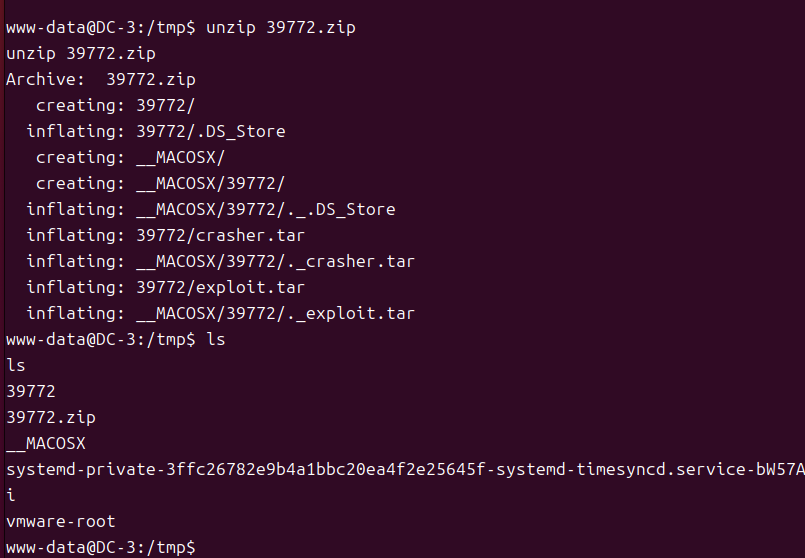 www-data@DC-3:/tmp$ unzip 39772.zip
unzip 39772.zip
Archive:  39772.zip
   creating: 39772/
  inflating: 39772/.DS_Store
   creating: __MACOSX/
   creating: __MACOSX/39772/
  inflating: __MACOSX/39772/._.DS_Store
  inflating: 39772/crasher.tar
  inflating: __MACOSX/39772/._crasher.tar
  inflating: 39772/exploit.tar
  inflating: __MACOSX/39772/._exploit.tar
www-data@DC-3:/tmp$ ls
ls
39772
39772.zip
__MACOSX
systemd-private-3ffc26782e9b4a1bbc20ea4f2e25645f-systemd-timesyncd.service-bW57A
i
vmware-root
www-data@DC-3:/tmp$